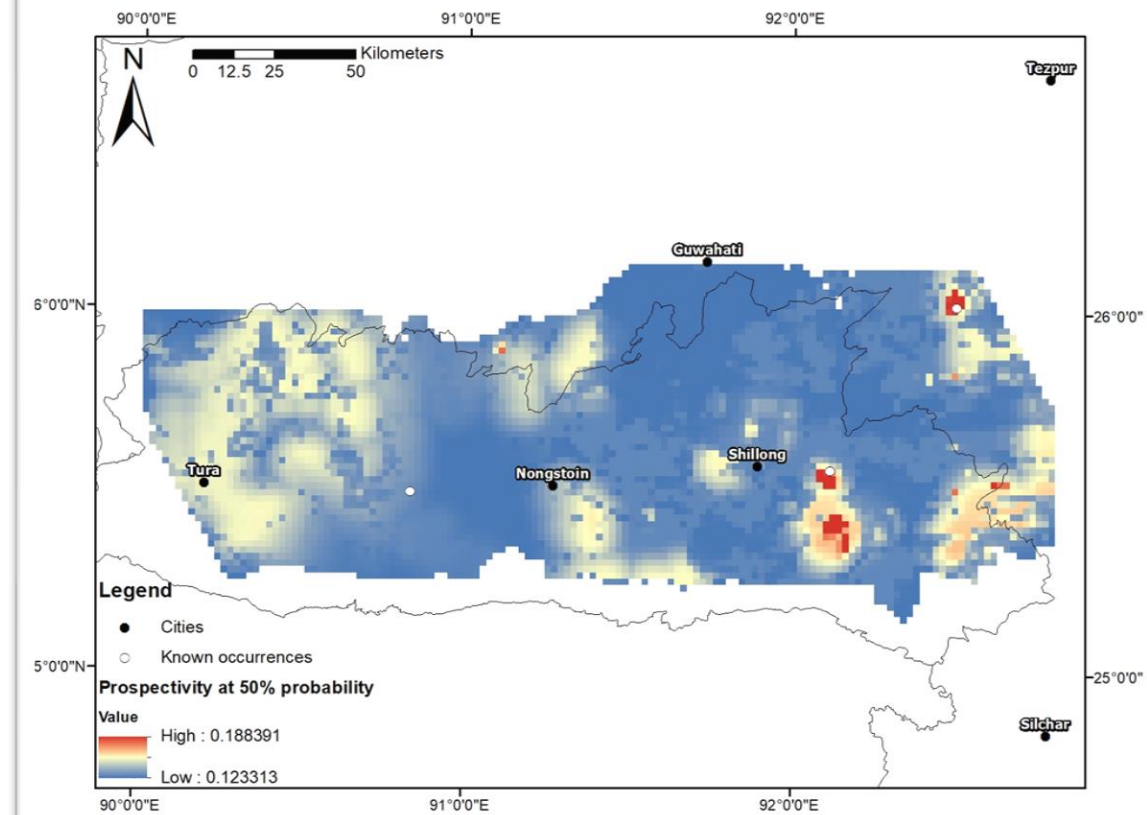 90°0'0"E 91°0'0"E 92°0'0"E
N
Kilometers
0 12.5 25 50
Tezpur
Guwahati
6°0'0"N
26°0'0"N
Shillong
Tura
Nongstoin
Legend
Cities
Known occurrences
5°0'0"N
25°0'0"N
Prospectivity at 50% probability
Value
High : 0.188391
Low : 0.123313
Silchar
90°0'0"E 91°0'0"E 92°0'0"E